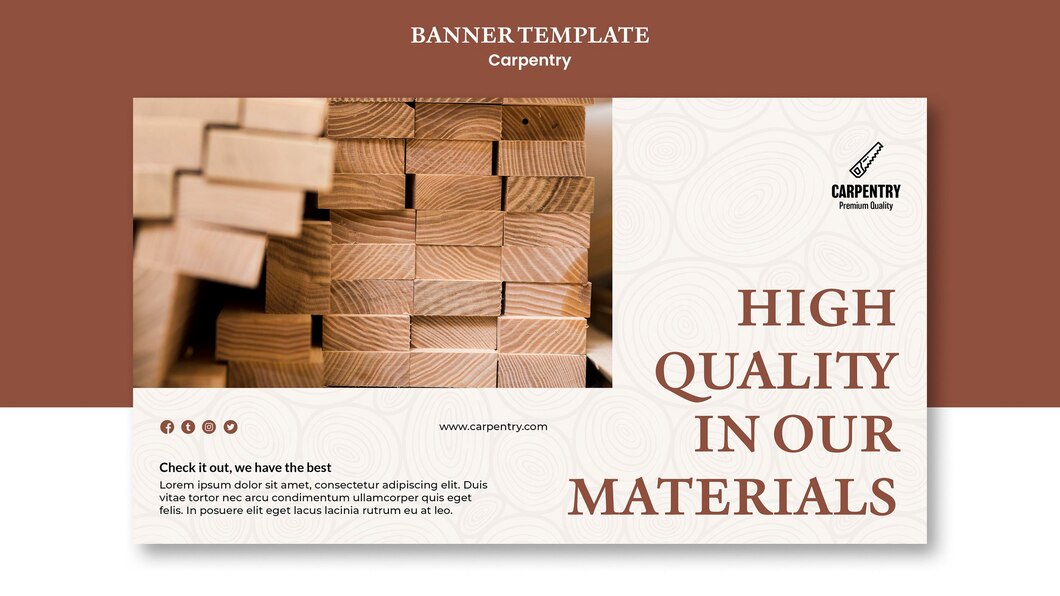 BANNER TEMPLATE
Carpentry
CARPENTRY
Premium Quality
HIGH
QUALITY
IN OUR
MATERIALS
www.carpentry.com
Check it out, we have the best
Lorem ipsum dolor sit amet, consectetur adipiscing elit. Duis
vitae tortor nec arcu condimentum ullamcorper quis eget
felis. In posuere elit eget lacus lacinia rutrum eu at leo.